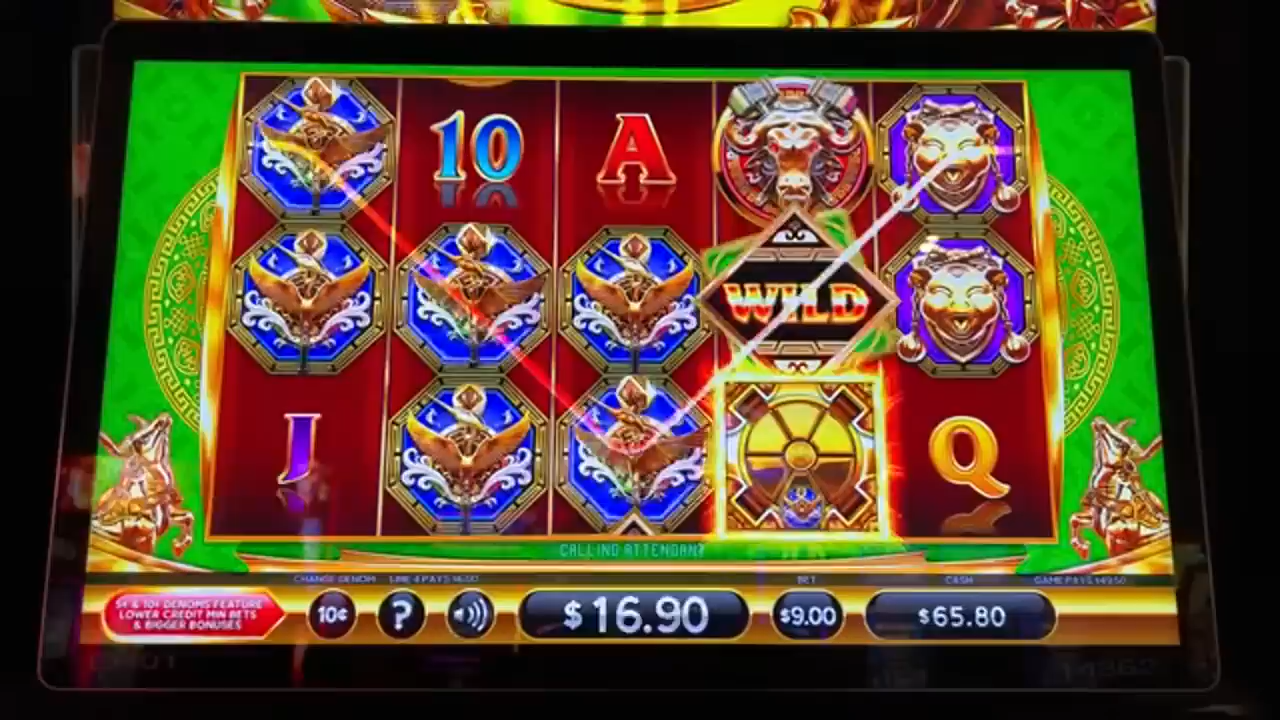 10
A
WILD
J
Q
CALLING ATTENDANT
CHANGE DENOM
BET
CASH
5¢ & 10¢ DENOMS FEATURE
LOWER CREDIT MIN BETS
& BIGGER BONUSES
10¢
?
$16.90
$9.00
$65.80